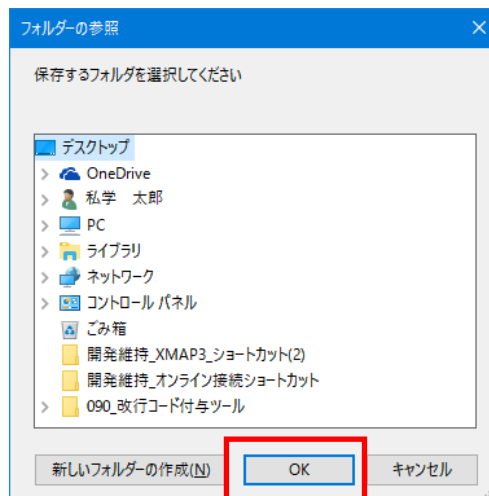 フォルダーの参照
保存するフォルダを選択してください
デスクトップ
OneDrive
私学　太郎
PC
ライブラリ
ネットワーク
コントロール パネル
ごみ箱
開発維持_XMAP3_ショートカット(2)
開発維持_オンライン接続ショートカット
090_改行コード付与ツール
新しいフォルダーの作成(N) OK キャンセル